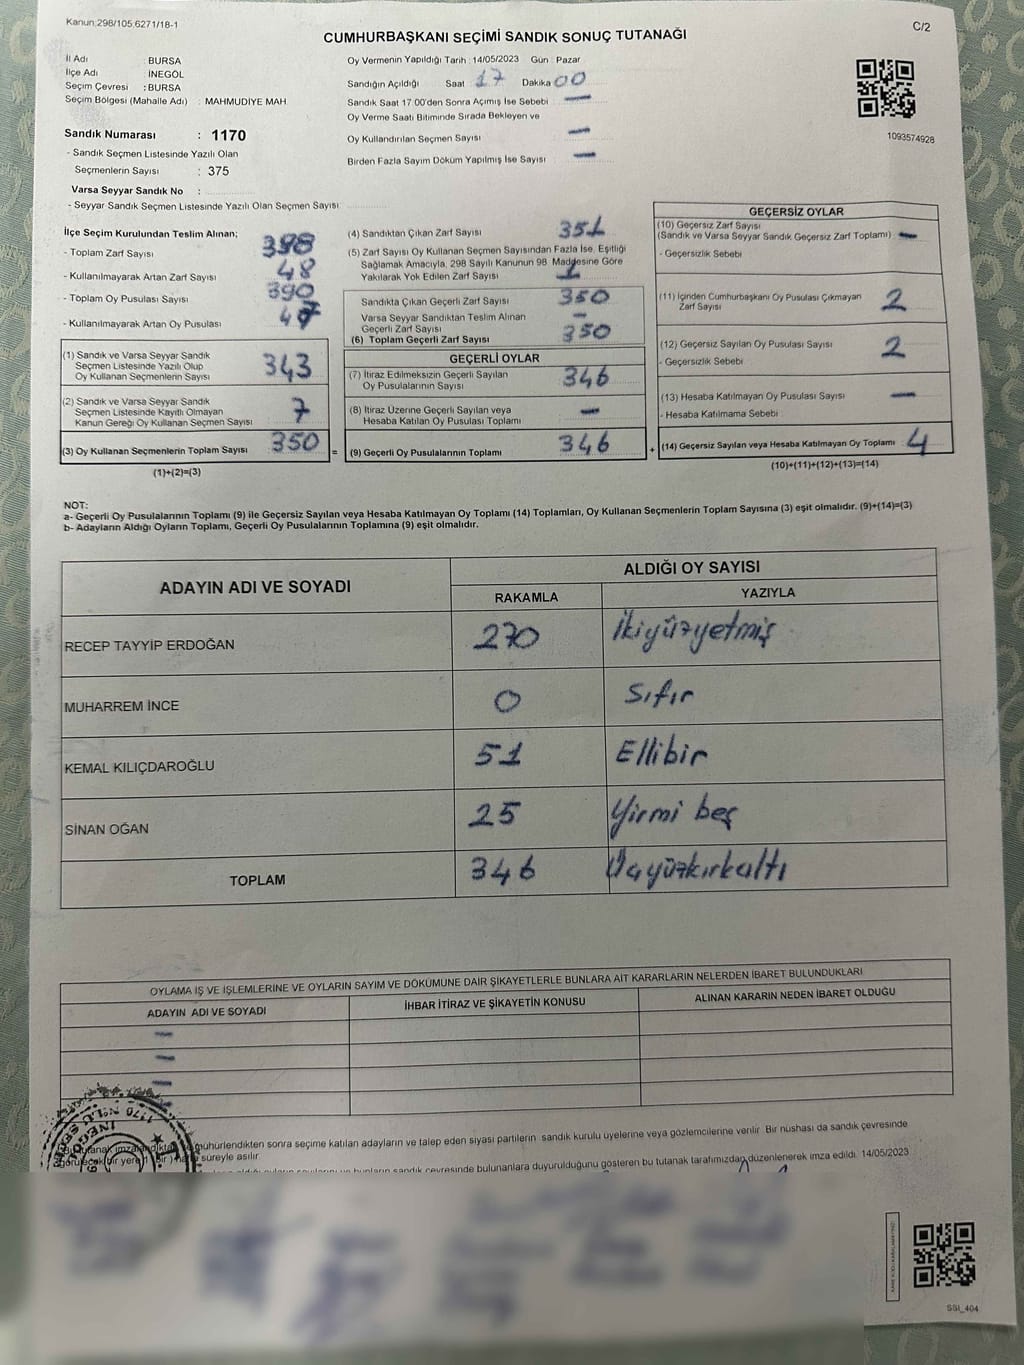 Kanun:298/105,6271/18-1
C/2
CUMHURBAŞKANI SEÇİMİ SANDIK SONUÇ TUTANAĞI
İl Adı : BURSA
İlçe Adı : İNEGÖL
Seçim Çevresi : BURSA
Seçim Bölgesi (Mahalle Adı) : MAHMUDİYE MAH
Sandık Numarası : 1170
- Sandık Seçmen Listesinde Yazılı Olan
Seçmenlerin Sayısı : 375
Varsa Seyyar Sandık No :
- Seyyar Sandık Seçmen Listesinde Yazılı Olan Seçmen Sayısı
Oy Vermenin Yapıldığı Tarih : 14/05/2023 Gün : Pazar
Sandığın Açıldığı Saat 17 Dakika 00
Sandık Saat 17:00'den Sonra Açımış İse Sebebi —
Oy Verme Saati Bitiminde Sırada Bekleyen ve
Oy Kullandırılan Seçmen Sayısı —
Birden Fazla Sayım Döküm Yapılmış İse Sayısı —
1093574928
İlçe Seçim Kurulundan Teslim Alınan;
- Toplam Zarf Sayısı 398
- Kullanılmayarak Artan Zarf Sayısı 48
- Toplam Oy Pusulası Sayısı 390
- Kullanılmayarak Artan Oy Pusulası 47
(1) Sandık ve Varsa Seyyar Sandık
Seçmen Listesinde Yazılı Olup
Oy Kullanan Seçmenlerin Sayısı 343
(2) Sandık ve Varsa Seyyar Sandık
Seçmen Listesinde Kayıtlı Olmayan
Kanun Gereği Oy Kullanan Seçmen Sayısı 7
(3) Oy Kullanan Seçmenlerin Toplam Sayısı 350
(1)+(2)=(3)
(4) Sandıktan Çıkan Zarf Sayısı 351
(5) Zarf Sayısı Oy Kullanan Seçmen Sayısından Fazla İse, Eşitliği
Sağlamak Amacıyla, 298 Sayılı Kanunun 98. Maddesine Göre
Yakılarak Yok Edilen Zarf Sayısı 1
Sandıkta Çıkan Geçerli Zarf Sayısı 350
Varsa Seyyar Sandıktan Teslim Alınan
Geçerli Zarf Sayısı —
(6) Toplam Geçerli Zarf Sayısı 350
GEÇERLİ OYLAR
(7) İtiraz Edilmeksizin Geçerli Sayılan
Oy Pusulalarının Sayısı 346
(8) İtiraz Üzerine Geçerli Sayılan veya
Hesaba Katılan Oy Pusulası Toplamı —
= (9) Geçerli Oy Pusulalarının Toplamı 346
GEÇERSİZ OYLAR
(10) Geçersiz Zarf Sayısı
(Sandık ve Varsa Seyyar Sandık Geçersiz Zarf Toplamı) —
- Geçersizlik Sebebi
(11) İçinden Cumhurbaşkanı Oy Pusulası Çıkmayan
Zarf Sayısı 2
(12) Geçersiz Sayılan Oy Pusulası Sayısı 2
- Geçersizlik Sebebi
(13) Hesaba Katılmayan Oy Pusulası Sayısı —
- Hesaba Katılmama Sebebi
+ (14) Geçersiz Sayılan veya Hesaba Katılmayan Oy Toplamı 4
(10)+(11)+(12)+(13)=(14)
NOT:
a- Geçerli Oy Pusulalarının Toplamı (9) ile Geçersiz Sayılan veya Hesaba Katılmayan Oy Toplamı (14) Toplamları, Oy Kullanan Seçmenlerin Toplam Sayısına (3) eşit olmalıdır. (9)+(14)=(3)
b- Adayların Aldığı Oyların Toplamı, Geçerli Oy Pusulalarının Toplamına (9) eşit olmalıdır.
ADAYIN ADI VE SOYADI
ALDIĞI OY SAYISI
RAKAMLA YAZIYLA
RECEP TAYYİP ERDOĞAN 270 İkiyüzyetmiş
MUHARREM İNCE 0 Sıfır
KEMAL KILIÇDAROĞLU 51 Ellibir
SİNAN OĞAN 25 Yirmi beş
TOPLAM 346 Üçyüzkırkaltı
OYLAMA İŞ VE İŞLEMLERİNE VE OYLARIN SAYIM VE DÖKÜMÜNE DAİR ŞİKAYETLERLE BUNLARA AİT KARARLARIN NELERDEN İBARET BULUNDUKLARI
ADAYIN ADI VE SOYADI İHBAR İTİRAZ VE ŞİKAYETİN KONUSU ALINAN KARARIN NEDEN İBARET OLDUĞU
—
—
—
1170 NOLU
İNEGÖL
mühürlendikten sonra seçime katılan adayların ve talep eden siyasi partilerin sandık kurulu üyelerine veya gözlemcilerine verilir. Bir nüshası da sandık çevresinde
görülecek bir yere süreyle asılır.
bunların sandık çevresinde bulunanlara duyurulduğunu gösteren bu tutanak tarafımızdan düzenlenerek imza edildi. 14/05/2023
SSI_404